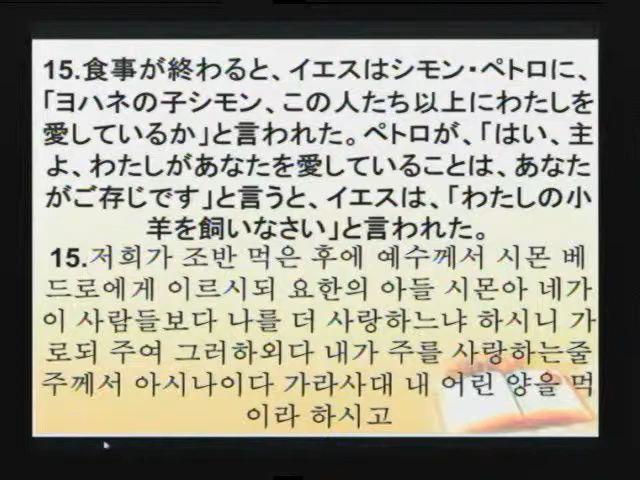 15.食事が終わると、イエスはシモン・ペトロに、
「ヨハネの子シモン、この人たち以上にわたしを
愛しているか」と言われた。ペトロが、「はい、主
よ、わたしがあなたを愛していることは、あなた
がご存じです」と言うと、イエスは、「わたしの小
羊を飼いなさい」と言われた。
15.저희가 조반 먹은 후에 예수께서 시몬 베
드로에게 이르시되 요한의 아들 시몬아 네가
이 사람들보다 나를 더 사랑하느냐 하시니 가
로되 주여 그러하외다 내가 주를 사랑하는줄
주께서 아시나이다 가라사대 내 어린 양을 먹
이라 하시고